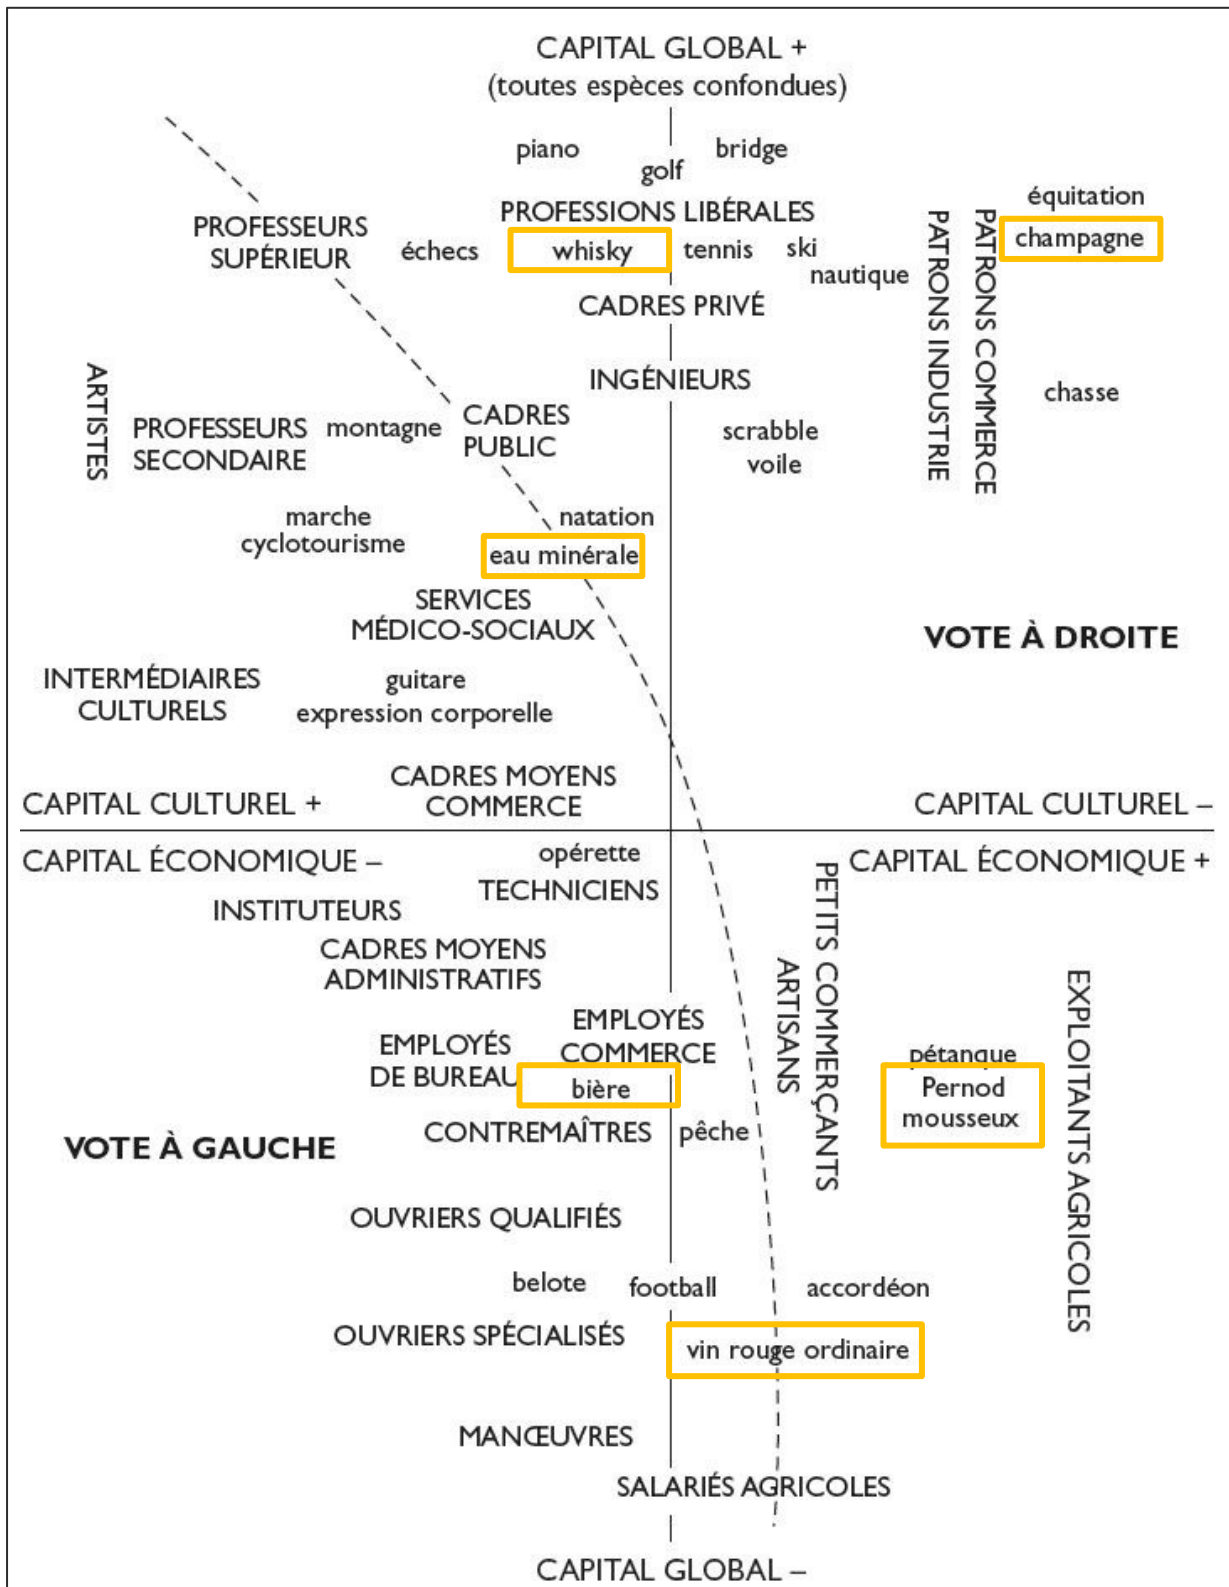 CAPITAL GLOBAL +
(toutes espèces confondues)
piano
bridge
golf
équitation
PROFESSIONS LIBÉRALES
PROFESSEURS
SUPÉRIEUR
échecs
whisky
tennis
ski
nautique
champagne
PATRONS INDUSTRIE
PATRONS COMMERCE
CADRES PRIVÉ
INGÉNIEURS
chasse
ARTISTES
PROFESSEURS
SECONDAIRE
montagne
CADRES
PUBLIC
scrabble
voile
marche
cyclotourisme
natation
eau minérale
SERVICES
MÉDICO-SOCIAUX
VOTE À DROITE
INTERMÉDIAIRES
CULTURELS
guitare
expression corporelle
CADRES MOYENS
COMMERCE
CAPITAL CULTUREL +
CAPITAL CULTUREL –
CAPITAL ÉCONOMIQUE –
CAPITAL ÉCONOMIQUE +
opérette
TECHNICIENS
INSTITUTEURS
CADRES MOYENS
ADMINISTRATIFS
PETITS COMMERÇANTS
ARTISANS
EXPLOITANTS AGRICOLES
EMPLOYÉS
COMMERCE
EMPLOYÉS
DE BUREAU
bière
pétanque
Pernod
mousseux
CONTREMAÎTRES
pêche
VOTE À GAUCHE
OUVRIERS QUALIFIÉS
belote
football
accordéon
OUVRIERS SPÉCIALISÉS
vin rouge ordinaire
MANŒUVRES
SALARIÉS AGRICOLES
CAPITAL GLOBAL –